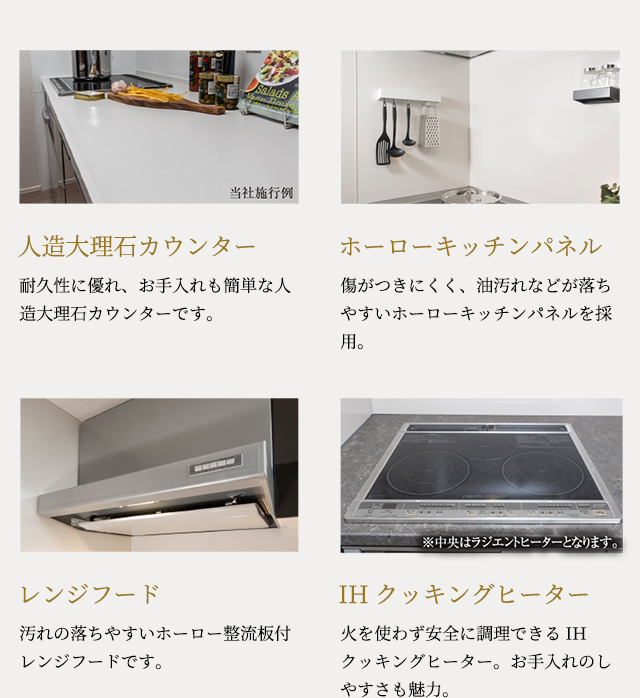 Salads
当社施行例
人造大理石カウンター
耐久性に優れ、お手入れも簡単な人
造大理石カウンターです。
ホーローキッチンパネル
傷がつきにくく、油汚れなどが落ち
やすいホーローキッチンパネルを採
用。
レンジフード
汚れの落ちやすいホーロー整流板付
レンジフードです。
※中央はラジエントヒーターとなります。
IH クッキングヒーター
火を使わず安全に調理できる IH
クッキングヒーター。お手入れのし
やすさも魅力。